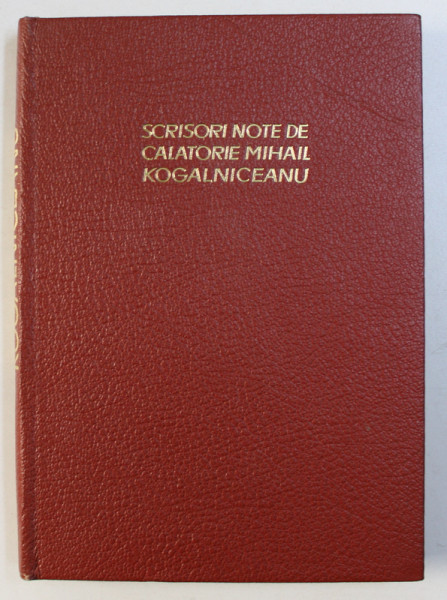 SCRISORI NOTE DE
CALATORIE MIHAIL
KOGALNICEANU